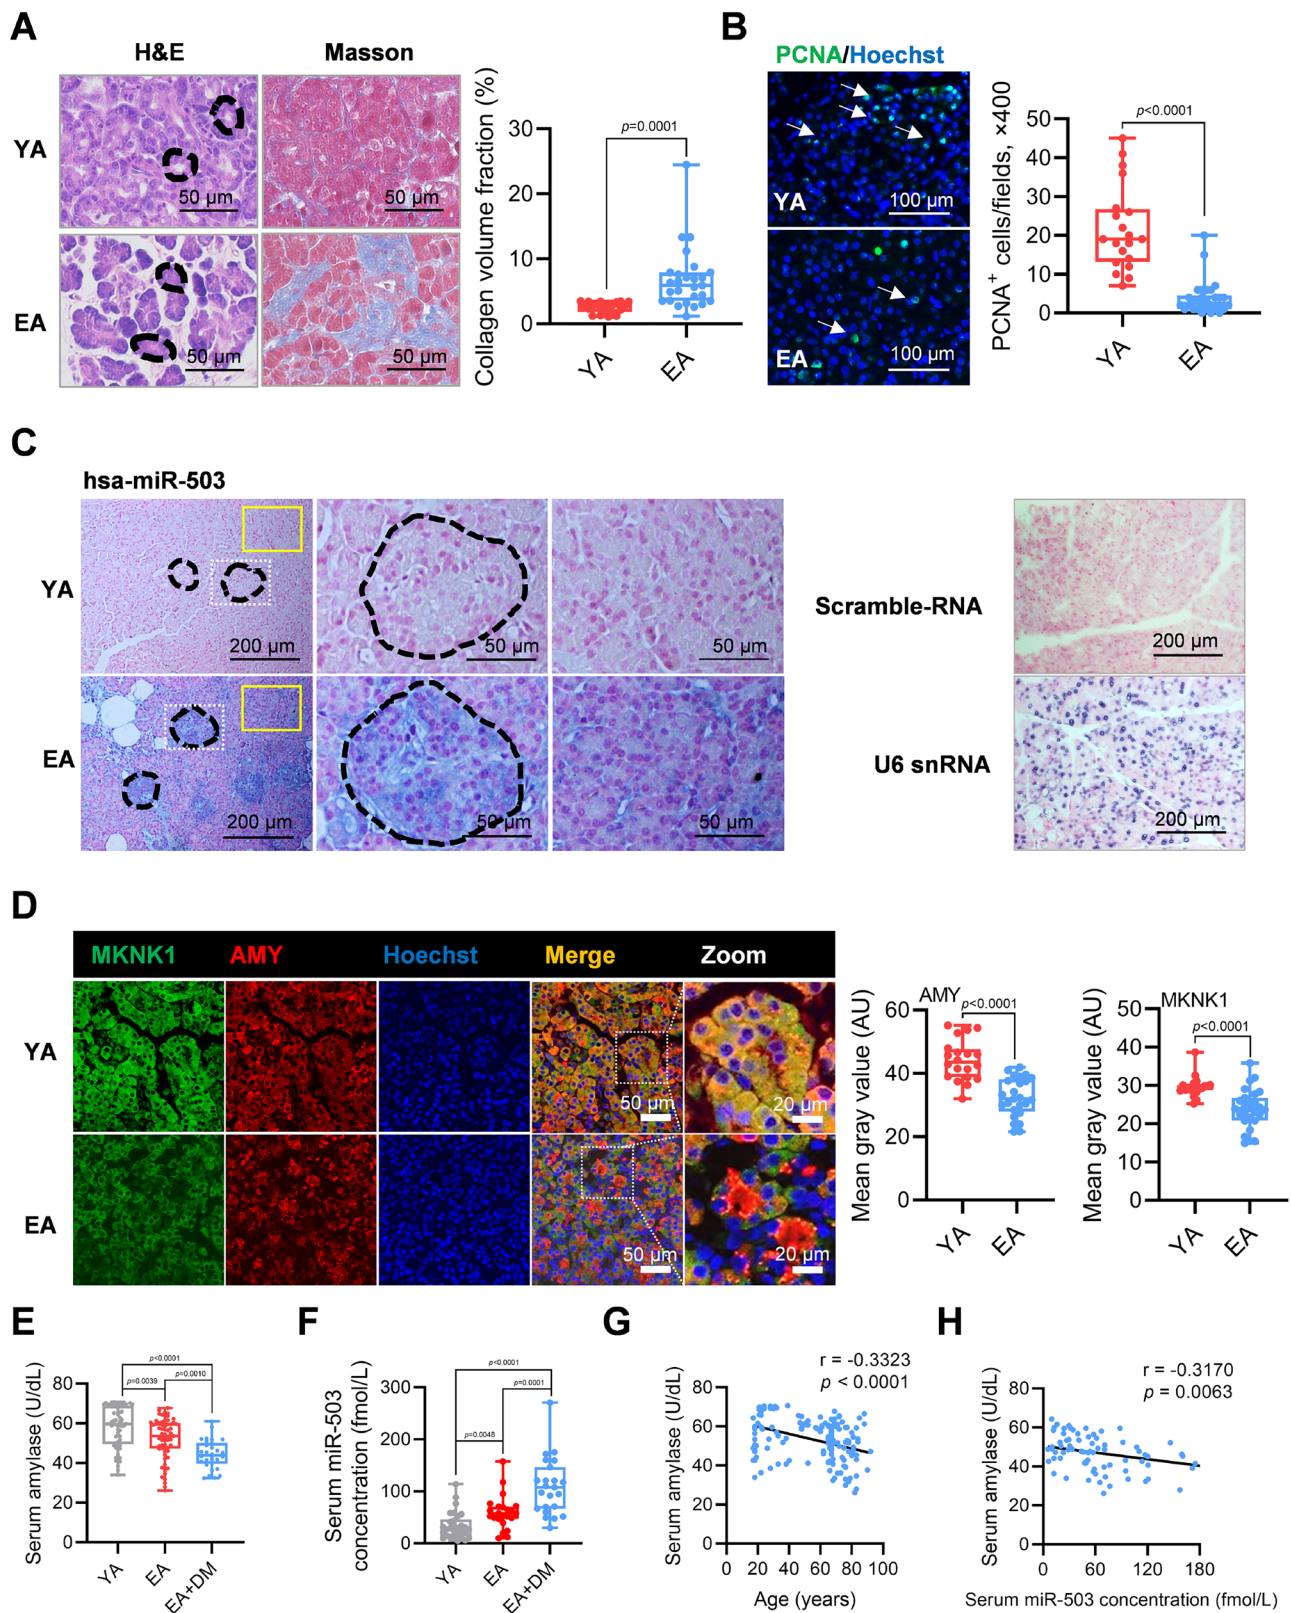 A
H&E
Masson
YA
50 µm
50 µm
EA
50 µm
50 µm
Collagen volume fraction (%)
30
20
10
0
p=0.0001
YA
EA
B
PCNA/Hoechst
YA
100 µm
EA
100 µm
PCNA+ cells/fields, ×400
50
40
30
20
10
0
p<0.0001
YA
EA
C
hsa-miR-503
YA
200 µm
50 µm
50 µm
EA
200 µm
50 µm
50 µm
Scramble-RNA
200 µm
U6 snRNA
200 µm
D
MKNK1
AMY
Hoechst
Merge
Zoom
YA
50 µm
20 µm
EA
50 µm
20 µm
Mean gray value (AU)
AMY
p<0.0001
60
40
20
0
YA
EA
Mean gray value (AU)
MKNK1
p<0.0001
50
40
30
20
10
0
YA
EA
E
Serum amylase (U/dL)
p<0.0001
p=0.0039
p=0.0010
80
60
40
20
0
YA
EA
EA+DM
F
Serum miR-503
concentration (fmol/L)
p<0.0001
p=0.0001
p=0.0048
300
200
100
0
YA
EA
EA+DM
G
r = -0.3323
p < 0.0001
Serum amylase (U/dL)
80
60
40
20
0
0 20 40 60 80 100
Age (years)
H
r = -0.3170
p = 0.0063
Serum amylase (U/dL)
80
60
40
20
0
0 60 120 180
Serum miR-503 concentration (fmol/L)